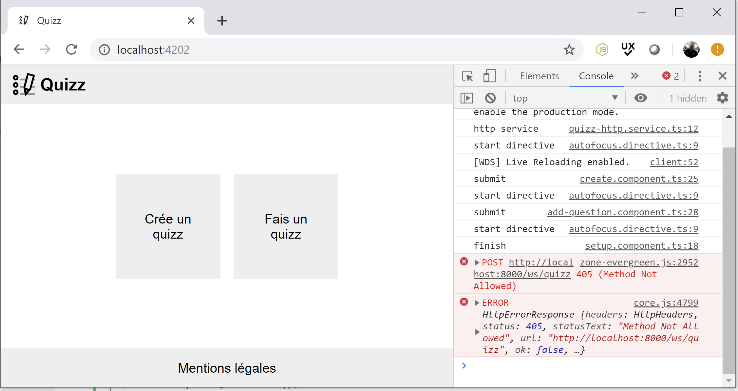 Quizz
localhost:4202
UX
Quizz
Crée un
quizz
Fais un
quizz
Mentions légales
Elements Console 2
top 1 hidden
enable the production mode.
http service quizz-http.service.ts:12
start directive autofocus.directive.ts:9
[WDS] Live Reloading enabled. client:52
submit create.component.ts:25
start directive autofocus.directive.ts:9
submit add-question.component.ts:28
start directive autofocus.directive.ts:9
finish setup.component.ts:18
POST http://local zone-evergreen.js:2952
host:8000/ws/quizz 405 (Method Not
Allowed)
ERROR core.js:4799
HttpErrorResponse {headers: HttpHeaders,
status: 405, statusText: "Method Not All
owed", url: "http://localhost:8000/ws/qu
izz", ok: false, …}